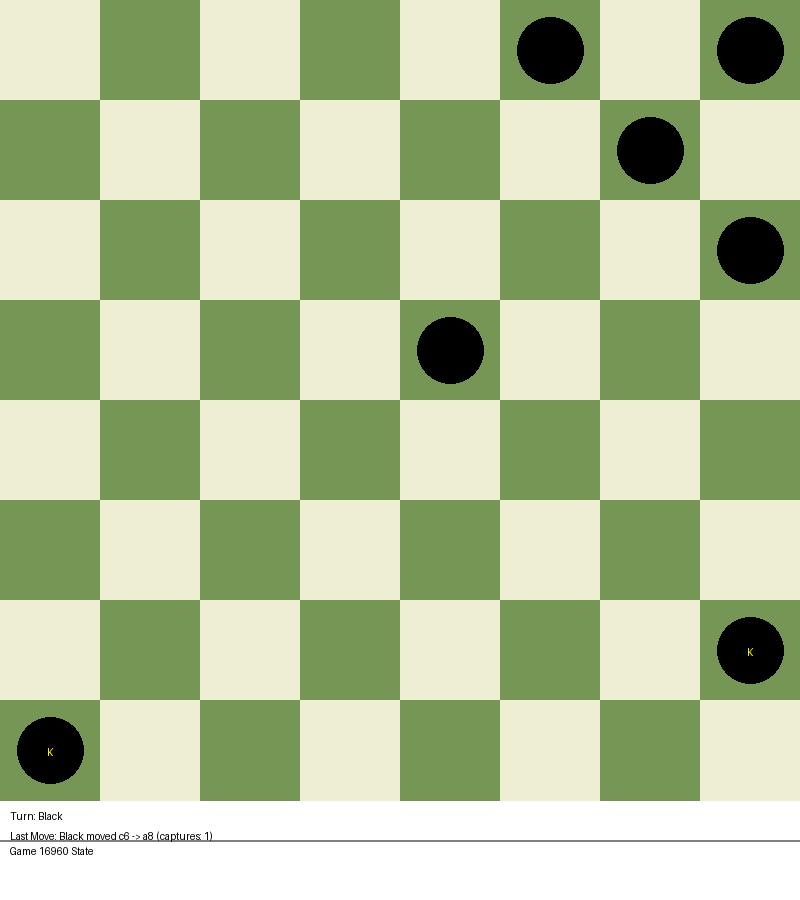 K
K
Turn: Black
Last Move: Black moved c6 -> a8 (captures: 1)
Game 16960 State